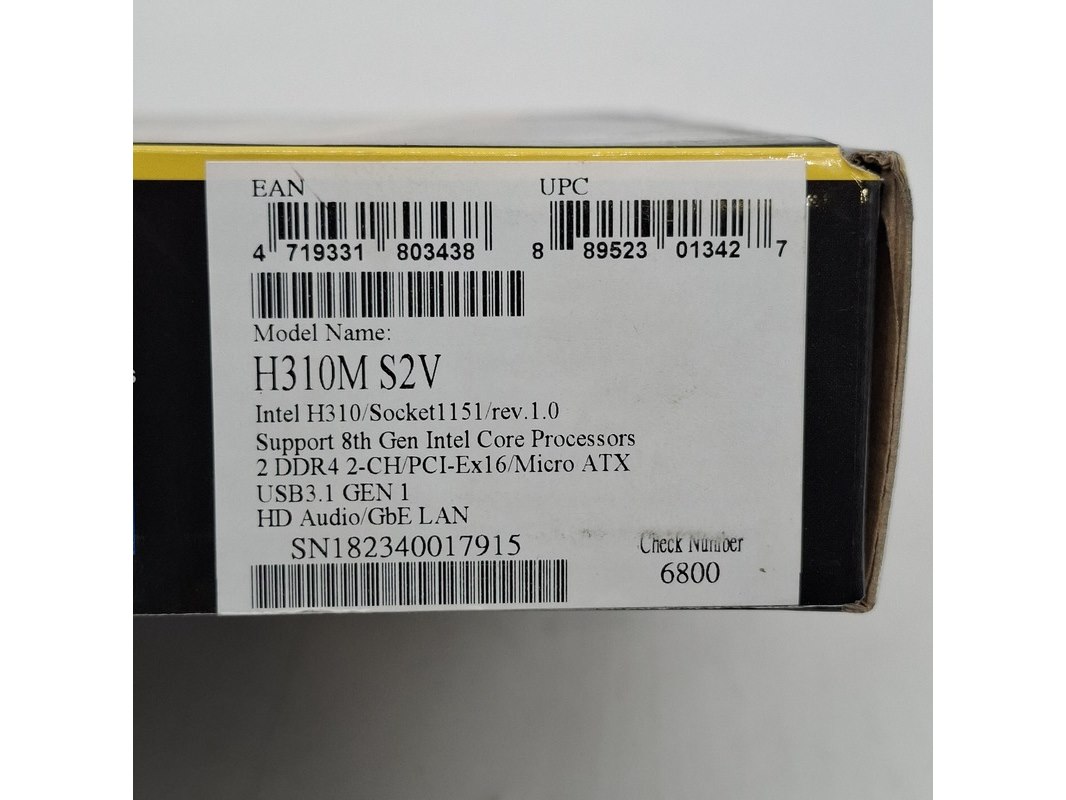 EAN
UPC
4 719331 803438
8 89523 01342 7
Model Name:
H310M S2V
Intel H310/Socket1151/rev.1.0
Support 8th Gen Intel Core Processors
2 DDR4 2-CH/PCI-Ex16/Micro ATX
USB3.1 GEN 1
HD Audio/GbE LAN
SN182340017915
Check Number
6800